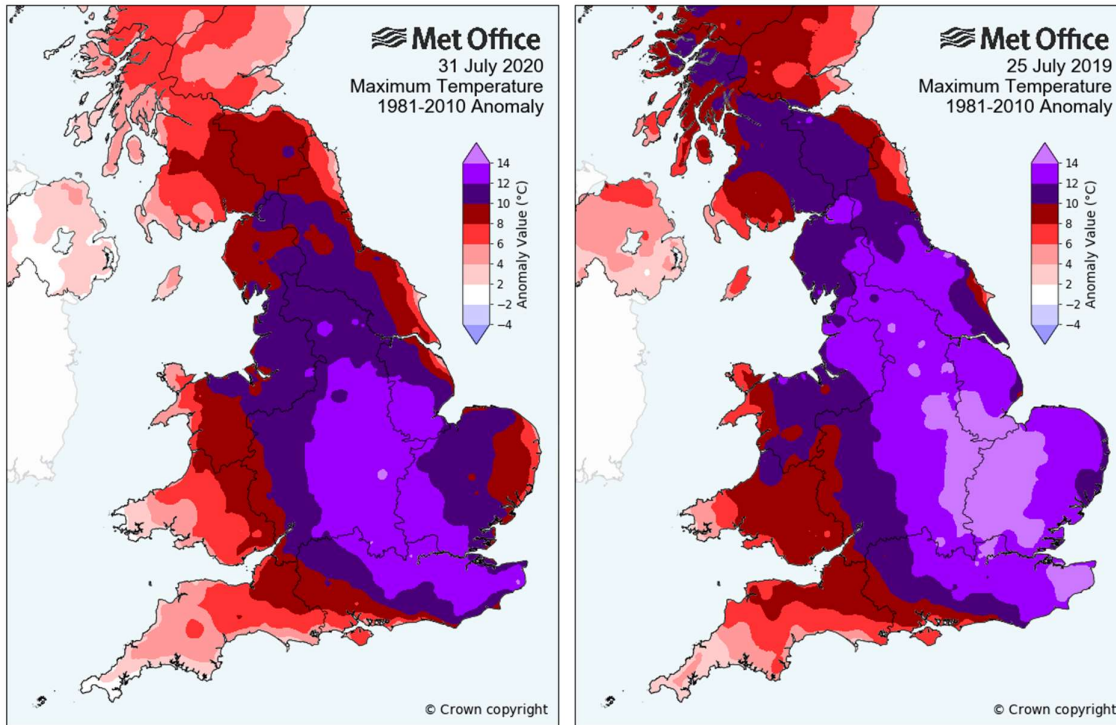 Met Office
31 July 2020
Maximum Temperature
1981-2010 Anomaly
14
12
10
8
6
4
2
−2
−4
Anomaly Value (°C)
© Crown copyright
Met Office
25 July 2019
Maximum Temperature
1981-2010 Anomaly
14
12
10
8
6
4
2
−2
−4
Anomaly Value (°C)
© Crown copyright